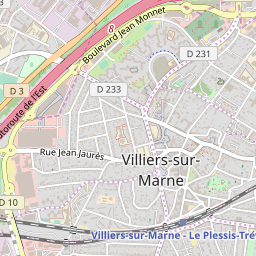 Boulevard Jean Monnet
D 231
D 3
D 233
Autoroute de l'Est
Rue Jean Jaurès
Villiers-sur-
Marne
D 10
Villiers-sur-Marne - Le Plessis-Tré